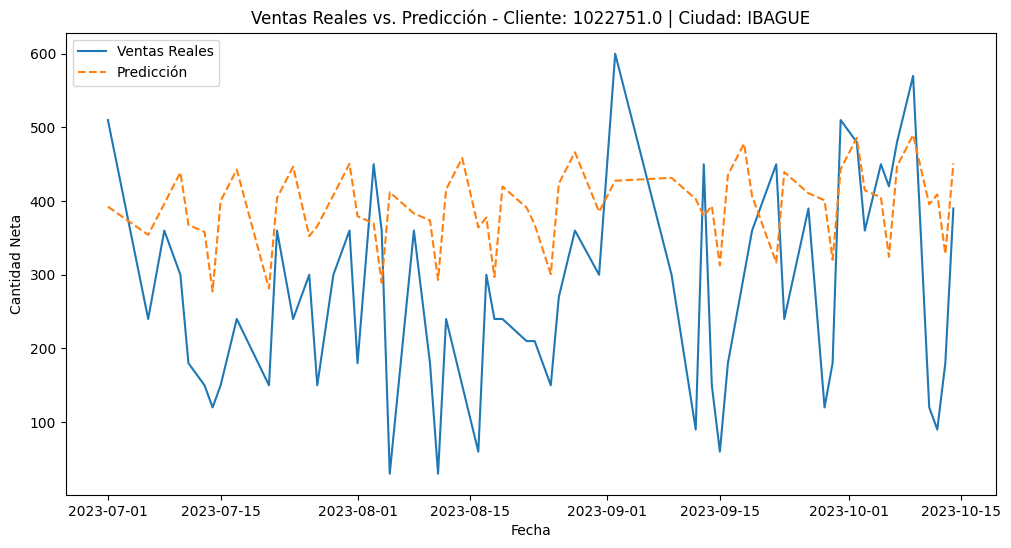 Ventas Reales vs. Predicción - Cliente: 1022751.0 | Ciudad: IBAGUE
Ventas Reales
Predicción
Cantidad Neta
600
500
400
300
200
100
2023-07-01 2023-07-15 2023-08-01 2023-08-15 2023-09-01 2023-09-15 2023-10-01 2023-10-15
Fecha